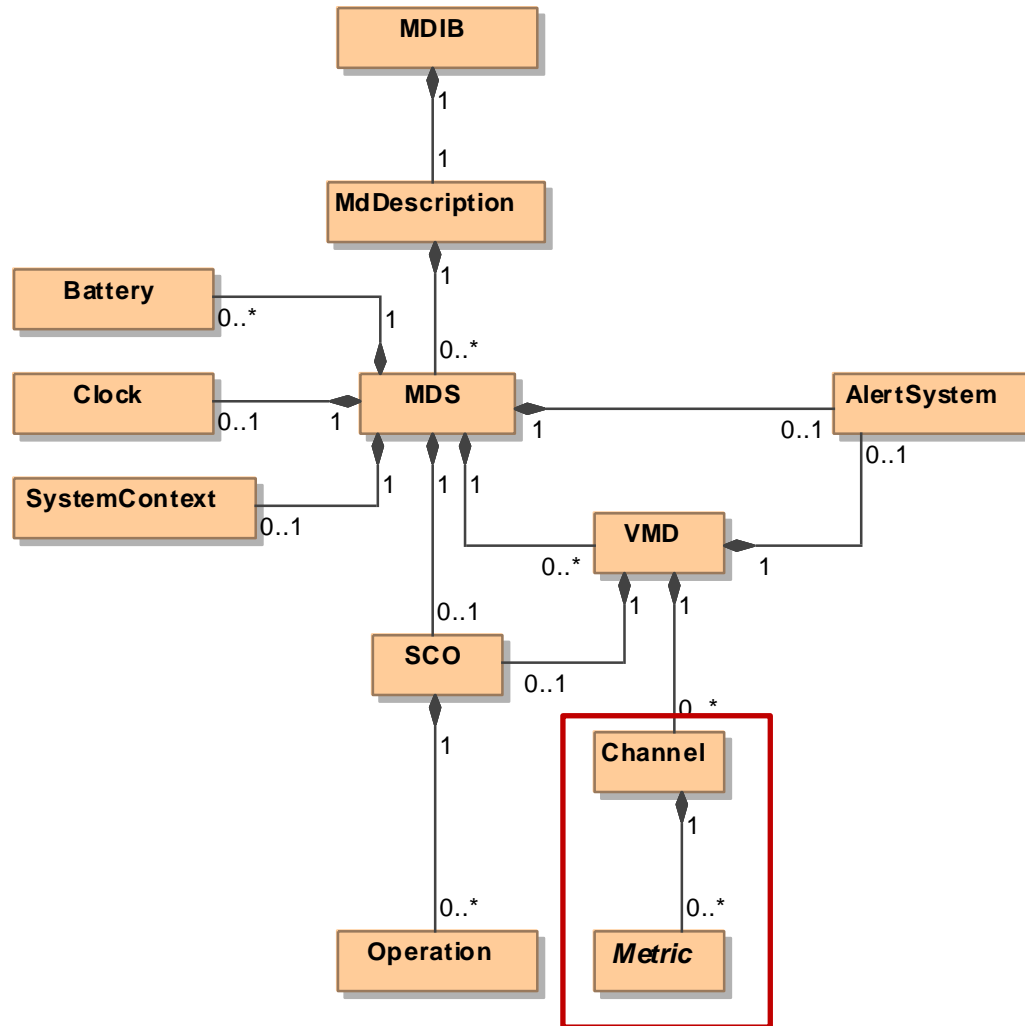 MDIB
1
1
MdDescription
1
Battery
0..*
1
0..*
Clock
0..1
1
MDS
1
0..1
AlertSystem
0..1
SystemContext
0..1
1
1
1
VMD
0..*
1
0..1
SCO
0..1
1
1
0..*
1
Channel
1
0..*
0..*
Operation
Metric